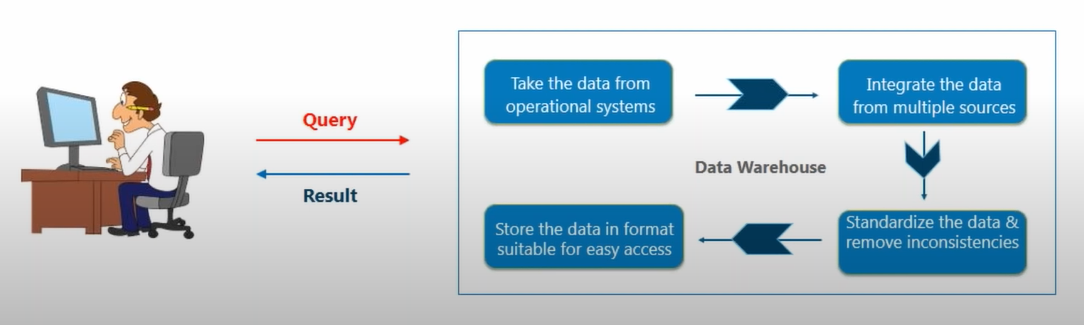 Query
Result
Take the data from
operational systems
Integrate the data
from multiple sources
Data Warehouse
Standardize the data &
remove inconsistencies
Store the data in format
suitable for easy access